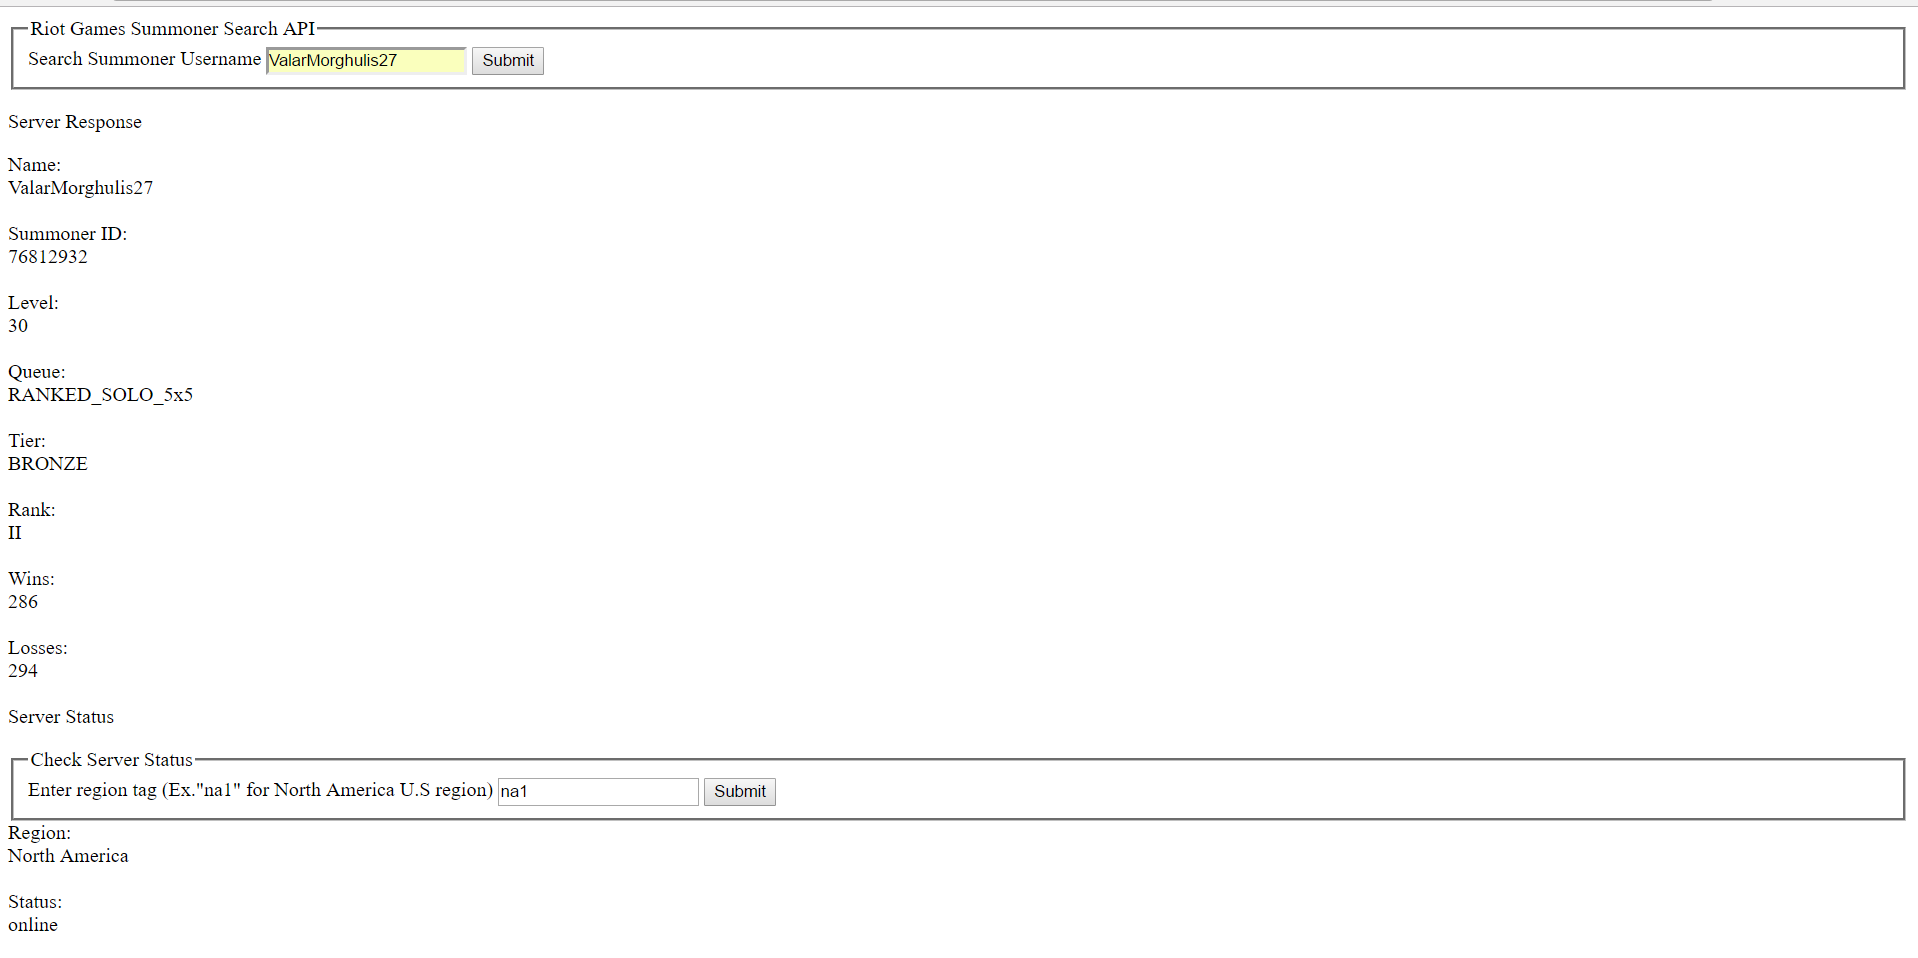 Riot Games Summoner Search API
Search Summoner Username ValarMorghulis27 Submit
Server Response
Name:
ValarMorghulis27
Summoner ID:
76812932
Level:
30
Queue:
RANKED_SOLO_5x5
Tier:
BRONZE
Rank:
II
Wins:
286
Losses:
294
Server Status
Check Server Status
Enter region tag (Ex."na1" for North America U.S region) na1 Submit
Region:
North America
Status:
online